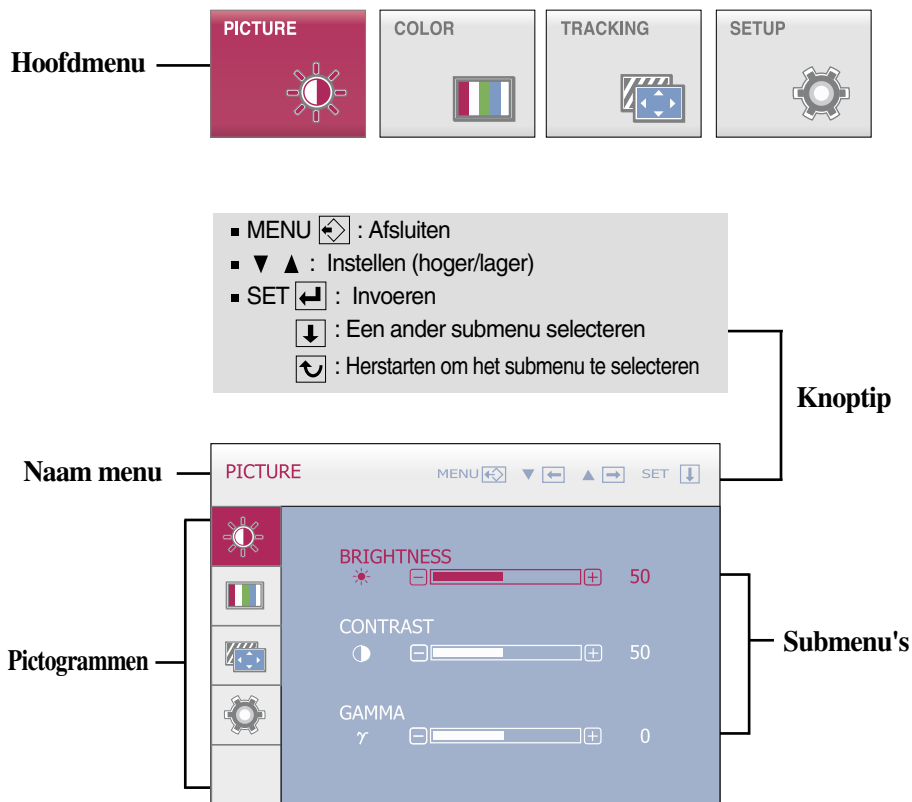 PICTURE COLOR TRACKING SETUP
Hoofdmenu
■ MENU : Afsluiten
■ ▼ ▲ : Instellen (hoger/lager)
■ SET : Invoeren
: Een ander submenu selecteren
: Herstarten om het submenu te selecteren
Knoptip
Naam menu
PICTURE MENU ▼ ▲ SET
Pictogrammen
BRIGHTNESS
50
CONTRAST
50
GAMMA
γ 0
Submenu's